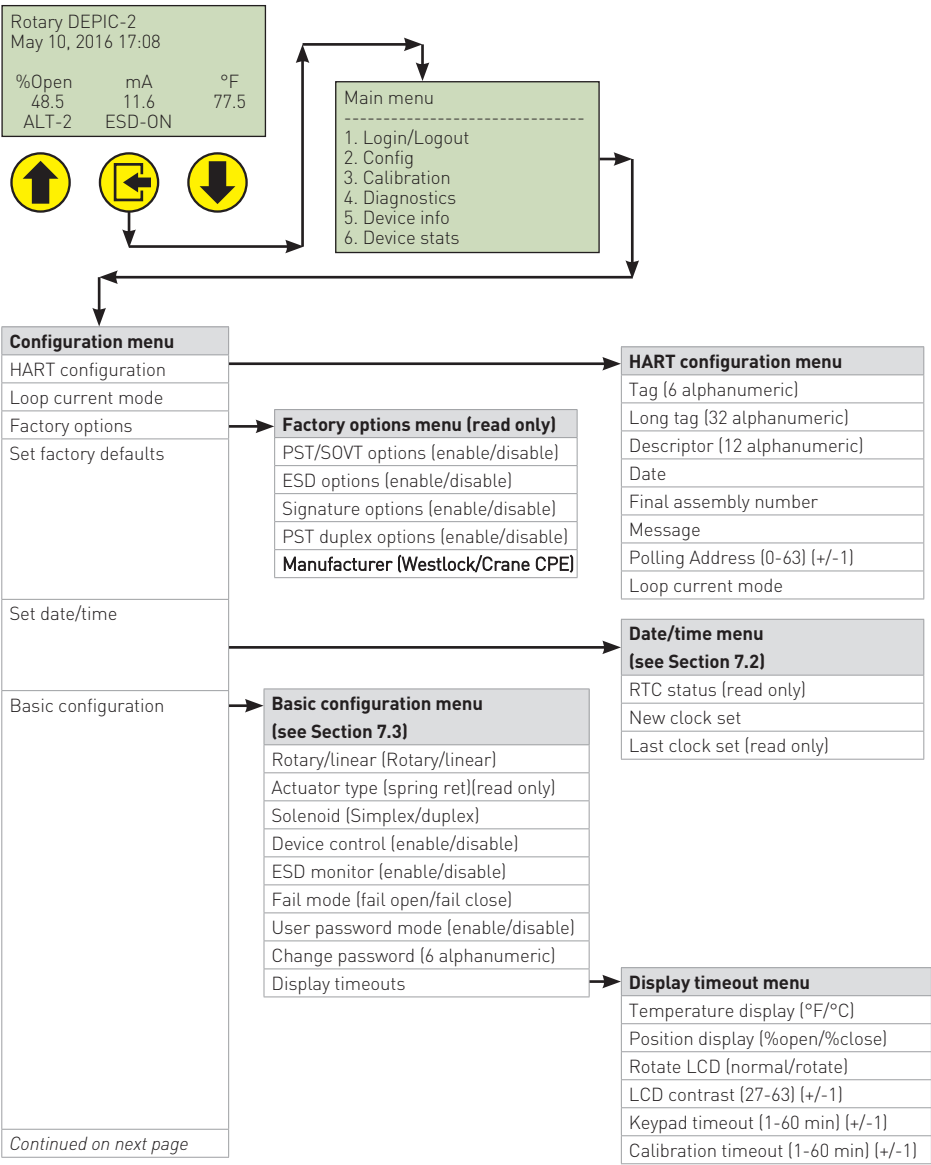 Rotary DEPIC-2
May 10, 2016 17:08
%Open mA °F
48.5 11.6 77.5
ALT-2 ESD-ON
Main menu
-------------------------------
1. Login/Logout
2. Config
3. Calibration
4. Diagnostics
5. Device info
6. Device stats
Configuration menu
HART configuration
Loop current mode
Factory options
Set factory defaults
Set date/time
Basic configuration
Continued on next page
HART configuration menu
Tag (6 alphanumeric)
Long tag (32 alphanumeric)
Descriptor (12 alphanumeric)
Date
Final assembly number
Message
Polling Address (0-63) (+/-1)
Loop current mode
Factory options menu (read only)
PST/SOVT options (enable/disable)
ESD options (enable/disable)
Signature options (enable/disable)
PST duplex options (enable/disable)
Manufacturer (Westlock/Crane CPE)
Date/time menu
(see Section 7.2)
RTC status (read only)
New clock set
Last clock set (read only)
Basic configuration menu
(see Section 7.3)
Rotary/linear (Rotary/linear)
Actuator type (spring ret)(read only)
Solenoid (Simplex/duplex)
Device control (enable/disable)
ESD monitor (enable/disable)
Fail mode (fail open/fail close)
User password mode (enable/disable)
Change password (6 alphanumeric)
Display timeouts
Display timeout menu
Temperature display (°F/°C)
Position display (%open/%close)
Rotate LCD (normal/rotate)
LCD contrast (27-63) (+/-1)
Keypad timeout (1-60 min) (+/-1)
Calibration timeout (1-60 min) (+/-1)